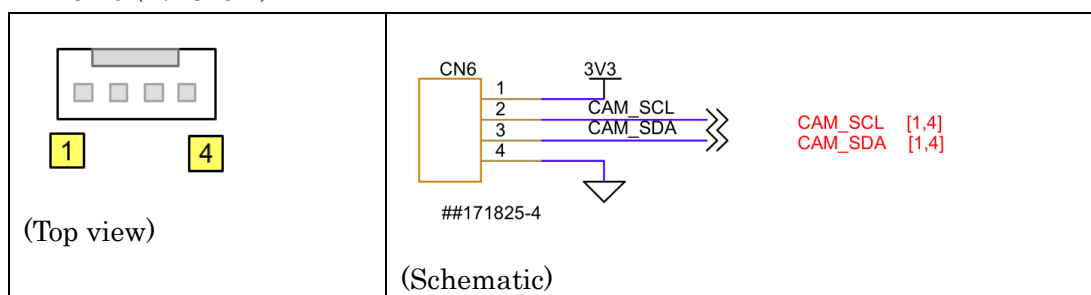 1
4
(Top view)
CN6
3V3
1
2
CAM_SCL
3
CAM_SDA
4
CAM_SCL [1,4]
CAM_SDA [1,4]
##171825-4
(Schematic)